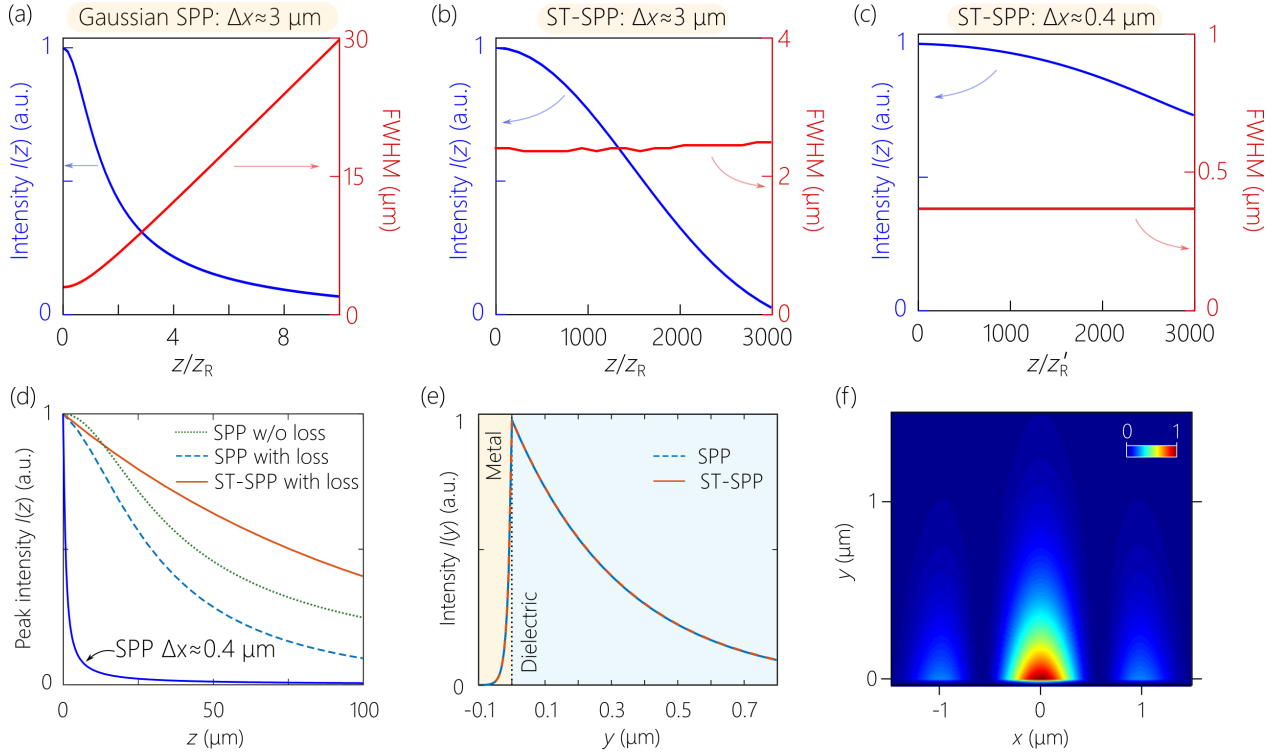 (a)
Gaussian SPP: Δx≈3 μm
1
0
Intensity I(z) (a.u.)
30
15
0
FWHM (μm)
0 4 8
z/zR
(b)
ST-SPP: Δx≈3 μm
1
0
Intensity I(z) (a.u.)
4
2
0
FWHM (μm)
0 1000 2000 3000
z/zR
(c)
ST-SPP: Δx≈0.4 μm
1
0
Intensity I(z) (a.u.)
1
0.5
0
FWHM (μm)
0 1000 2000 3000
z/z′R
(d)
1
0
Peak intensity I(z) (a.u.)
SPP w/o loss
SPP with loss
ST-SPP with loss
SPP Δx≈0.4 μm
0 50 100
z (μm)
(e)
1
0
Intensity I(y) (a.u.)
Metal
Dielectric
SPP
ST-SPP
-0.1 0.1 0.3 0.5 0.7
y (μm)
(f)
0 1
1
0
y (μm)
-1 0 1
x (μm)